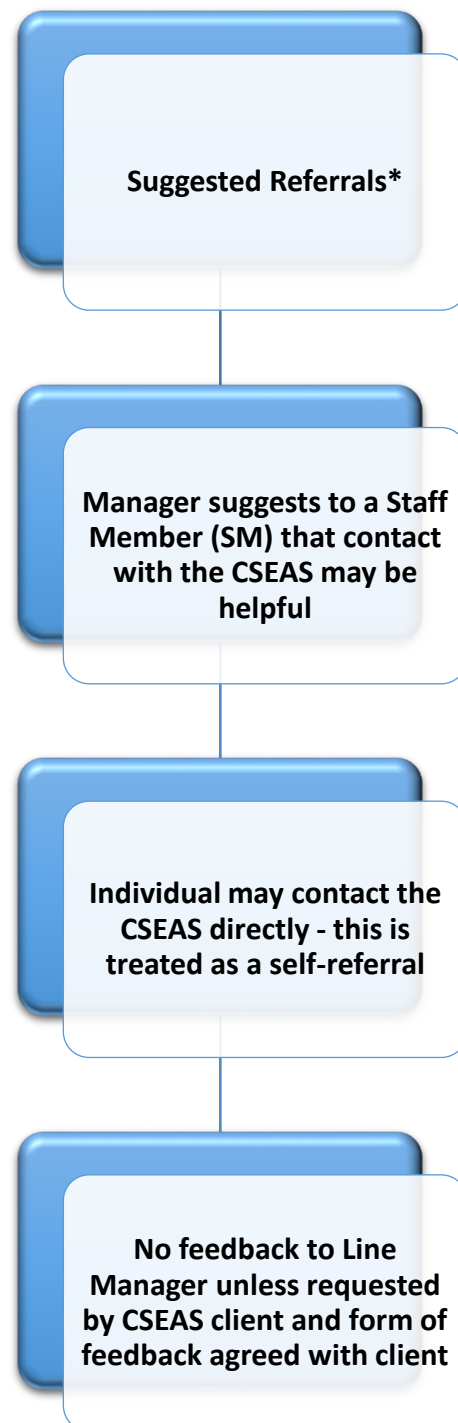 Suggested Referrals*
Manager suggests to a Staff
Member (SM) that contact
with the CSEAS may be
helpful
Individual may contact the
CSEAS directly - this is
treated as a self-referral
No feedback to Line
Manager unless requested
by CSEAS client and form of
feedback agreed with client